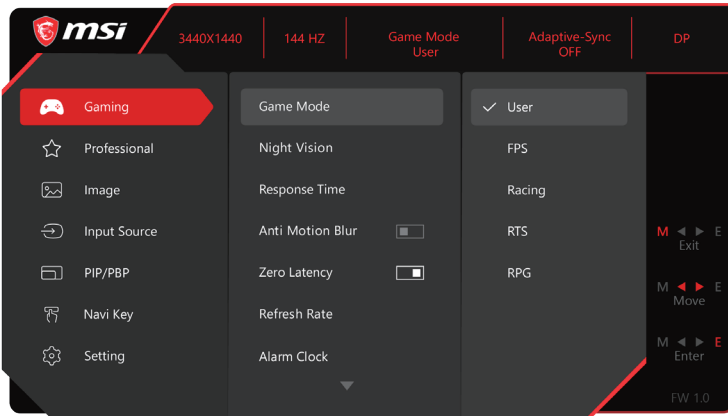 msi
3440X1440
144 HZ
Game Mode
User
Adaptive-Sync
OFF
DP
Gaming
Professional
Image
Input Source
PIP/PBP
Navi Key
Setting
Game Mode
Night Vision
Response Time
Anti Motion Blur
Zero Latency
Refresh Rate
Alarm Clock
User
FPS
Racing
RTS
RPG
M E
Exit
M E
Move
M E
Enter
FW 1.0